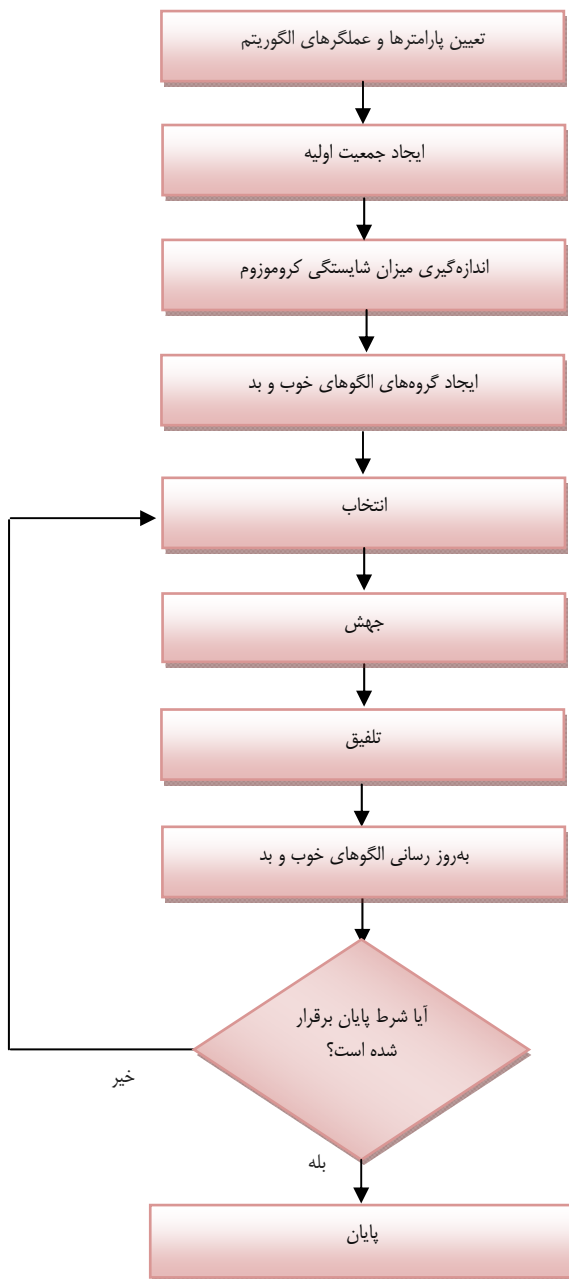 تعیین پارامترها و عملگرهای الگوریتم
ایجاد جمعیت اولیه
اندازه‌گیری میزان شایستگی کروموزوم
ایجاد گروه‌های الگوهای خوب و بد
انتخاب
جهش
تلفیق
به‌روز رسانی الگوهای خوب و بد
آیا شرط پایان برقرار
شده است؟
خیر
بله
پایان